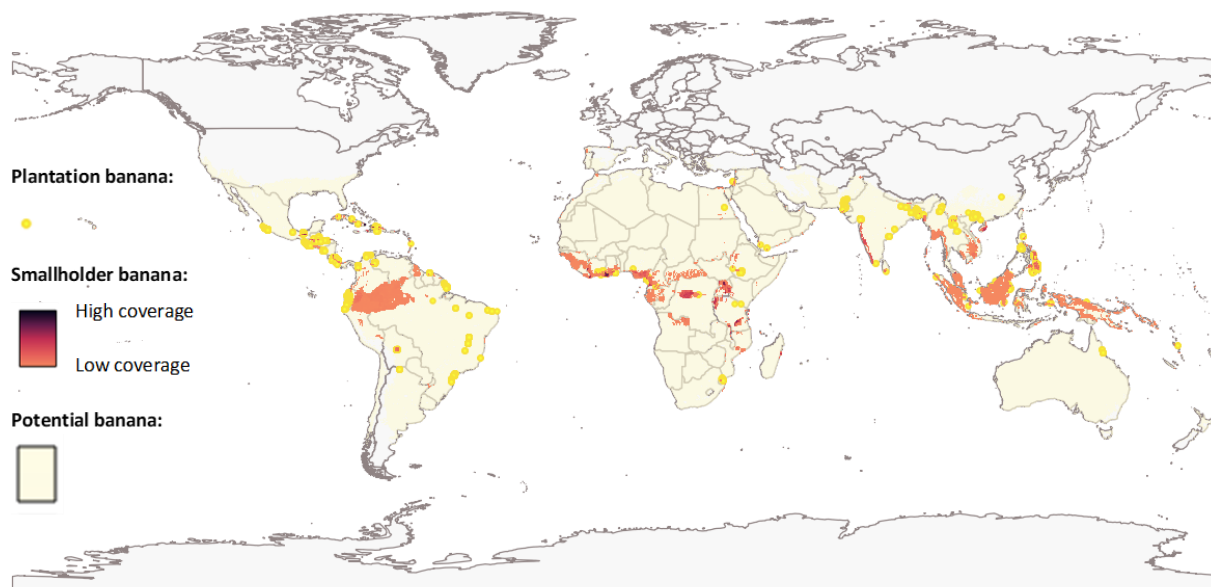 Plantation banana:
Smallholder banana:
High coverage
Low coverage
Potential banana: